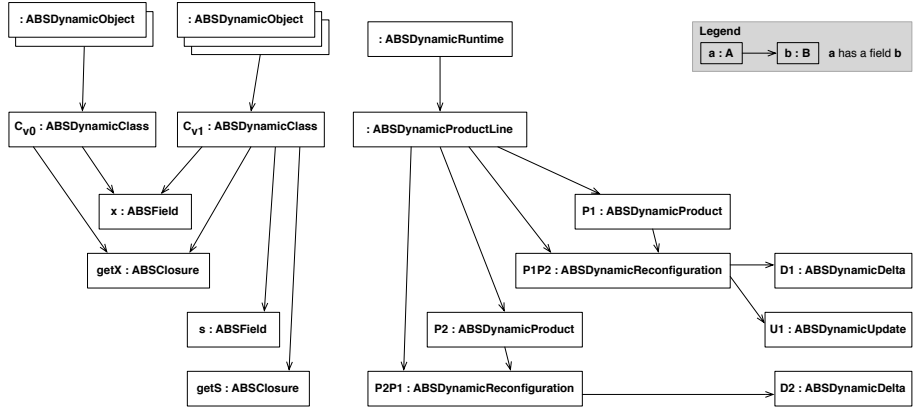 : ABSDynamicObject
: ABSDynamicObject
: ABSDynamicRuntime
Legend
a : A
b : B
a has a field b
Cv0 : ABSDynamicClass
Cv1 : ABSDynamicClass
: ABSDynamicProductLine
x : ABSField
P1 : ABSDynamicProduct
getX : ABSClosure
P1P2 : ABSDynamicReconfiguration
D1 : ABSDynamicDelta
s : ABSField
P2 : ABSDynamicProduct
U1 : ABSDynamicUpdate
getS : ABSClosure
P2P1 : ABSDynamicReconfiguration
D2 : ABSDynamicDelta